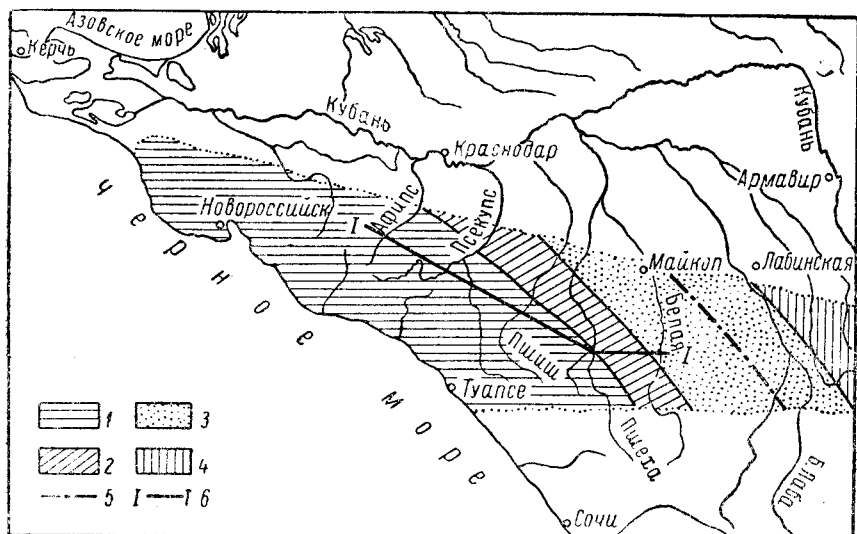 Азовское море
Керчь
Кубань
Краснодар
Кубань
Армавир
Афипс
Псекупс
Новороссийск
I
Майкоп
Лабинская
Белая
Пшиш
I
Туапсе
Пшеха
Б. Лаба
Сочи
Черное море
1
2
3
4
5
I I 6